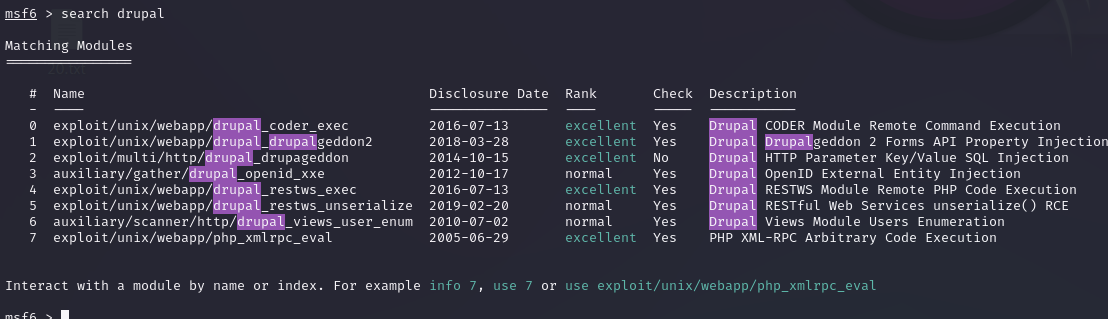 msf6 > search drupal
Matching Modules
================
# Name Disclosure Date Rank Check Description
- ---- --------------- ---- ----- -----------
0 exploit/unix/webapp/drupal_coder_exec 2016-07-13 excellent Yes Drupal CODER Module Remote Command Execution
1 exploit/unix/webapp/drupal_drupalgeddon2 2018-03-28 excellent Yes Drupal Drupalgeddon 2 Forms API Property Injection
2 exploit/multi/http/drupal_drupageddon 2014-10-15 excellent No Drupal HTTP Parameter Key/Value SQL Injection
3 auxiliary/gather/drupal_openid_xxe 2012-10-17 normal Yes Drupal OpenID External Entity Injection
4 exploit/unix/webapp/drupal_restws_exec 2016-07-13 excellent Yes Drupal RESTWS Module Remote PHP Code Execution
5 exploit/unix/webapp/drupal_restws_unserialize 2019-02-20 normal Yes Drupal RESTful Web Services unserialize() RCE
6 auxiliary/scanner/http/drupal_views_user_enum 2010-07-02 normal Yes Drupal Views Module Users Enumeration
7 exploit/unix/webapp/php_xmlrpc_eval 2005-06-29 excellent Yes PHP XML-RPC Arbitrary Code Execution
Interact with a module by name or index. For example info 7, use 7 or use exploit/unix/webapp/php_xmlrpc_eval
msf6 >